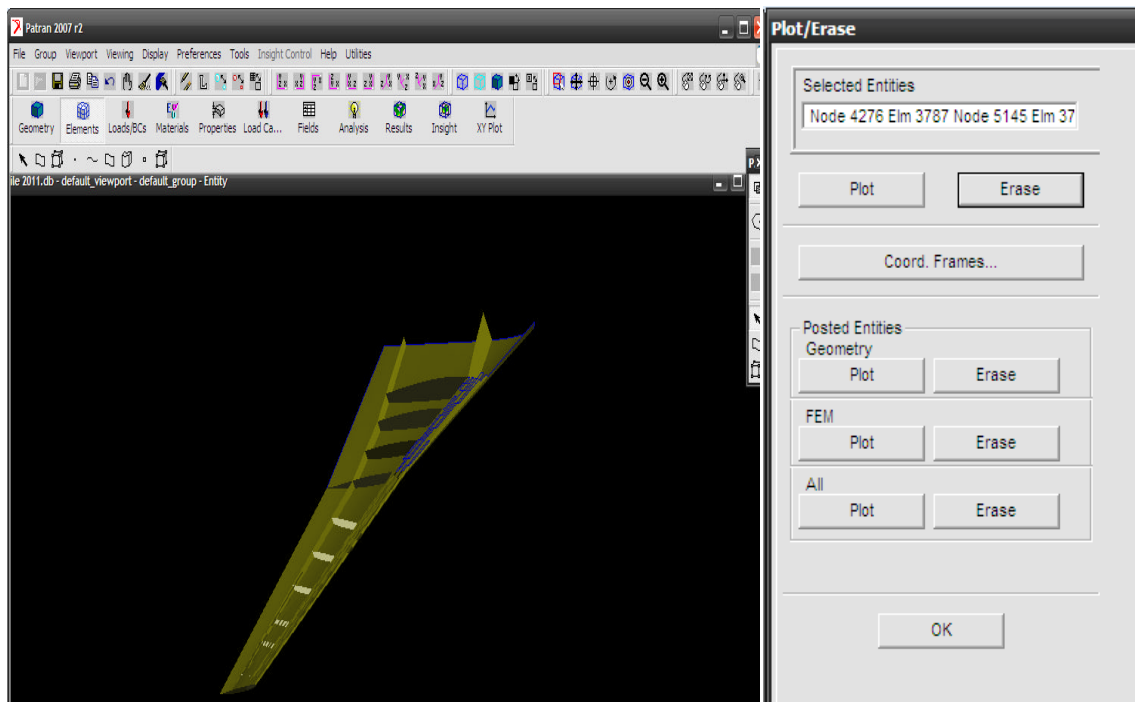 Patran 2007 r2
File Group Viewport Viewing Display Preferences Tools Insight Control Help Utilities
Geometry Elements Loads/BCs Materials Properties Load Ca... Fields Analysis Results Insight XY Plot
ile 2011.db - default_viewport - default_group - Entity
Plot/Erase
Selected Entities
Node 4276 Elm 3787 Node 5145 Elm 37
Plot Erase
Coord. Frames...
Posted Entities
Geometry
Plot Erase
FEM
Plot Erase
All
Plot Erase
OK